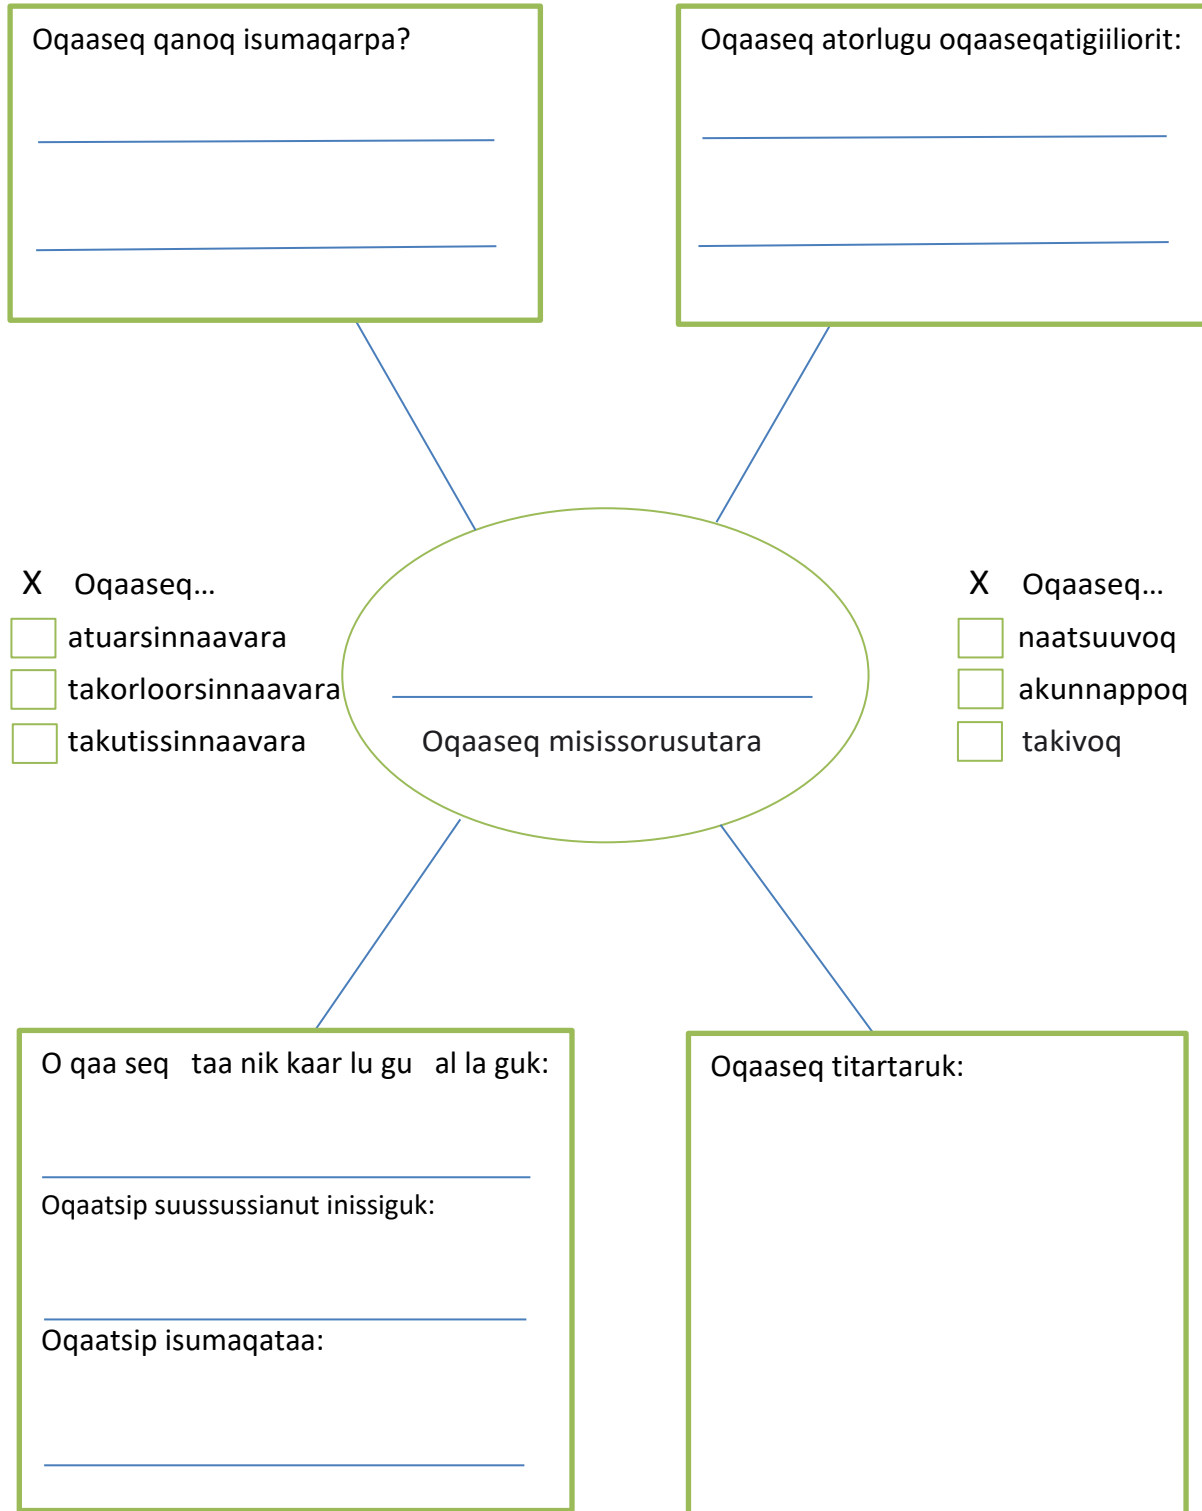 Oqaaseq qanoq isumaqarpa?
Oqaaseq atorlugu oqaaseqatigiiliorit:
X Oqaaseq…
atuarsinnaavara
takorloorsinnaavara
takutissinnaavara
Oqaaseq misissorusutara
X Oqaaseq…
naatsuuvoq
akunnappoq
takivoq
O qaa seq taa nik kaar lu gu al la guk:
Oqaatsip suussussianut inissiguk:
Oqaatsip isumaqataa:
Oqaaseq titartaruk: